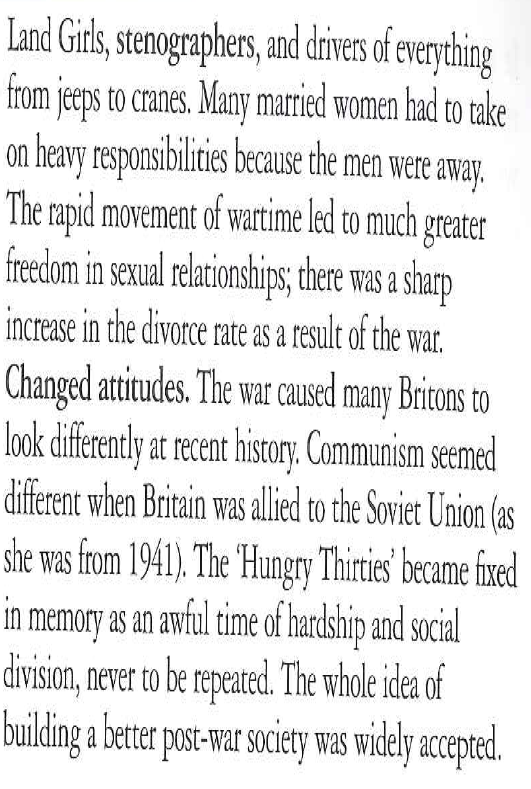 Land Girls, stenographers, and drivers of everything
from jeeps to cranes. Many married women had to take
on heavy responsibilities because the men were away.
The rapid movement of wartime led to much greater
freedom in sexual relationships; there was a sharp
increase in the divorce rate as a result of the war.
Changed attitudes. The war caused many Britons to
look differently at recent history. Communism seemed
different when Britain was allied to the Soviet Union (as
she was from 1941). The ‘Hungry Thirties’ became fixed
in memory as an awful time of hardship and social
division, never to be repeated. The whole idea of
building a better post-war society was widely accepted.